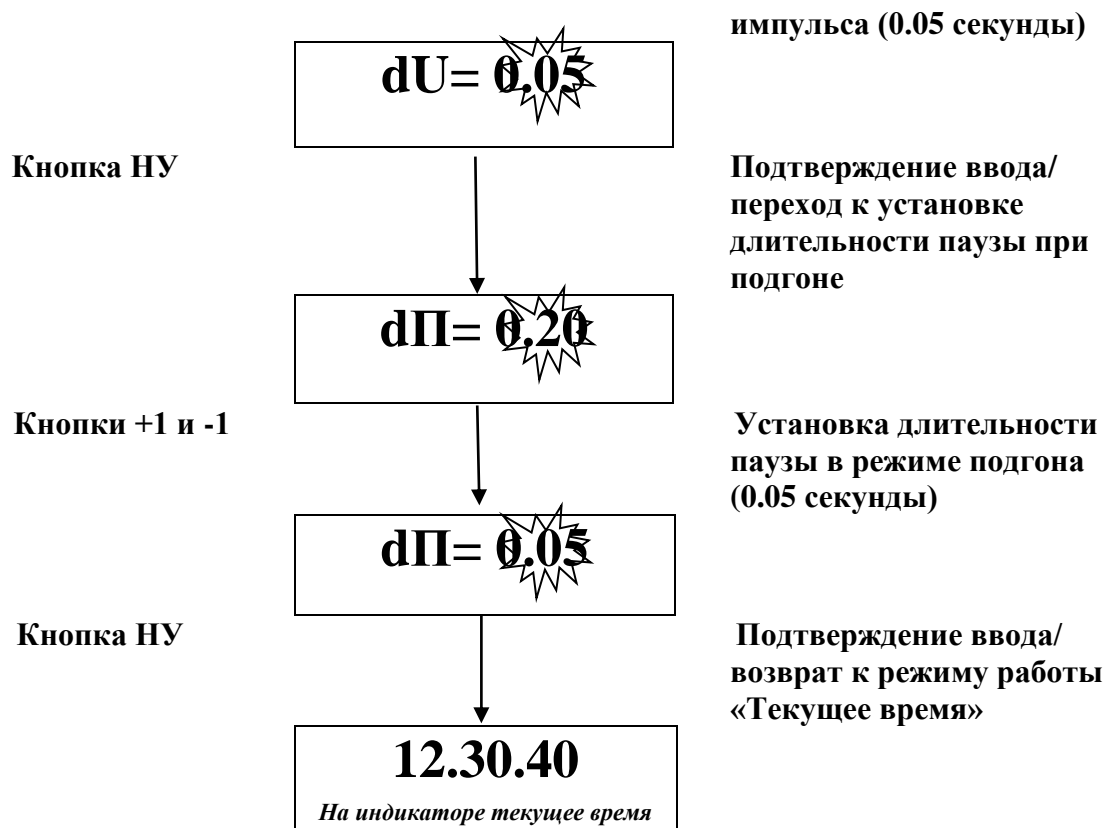 импульса (0.05 секунды)
dU= 0.05
Кнопка НУ
Подтверждение ввода/
переход к установке
длительности паузы при
подгоне
dП= 0.20
Кнопки +1 и -1
Установка длительности
паузы в режиме подгона
(0.05 секунды)
dП= 0.05
Кнопка НУ
Подтверждение ввода/
возврат к режиму работы
«Текущее время»
12.30.40
На индикаторе текущее время